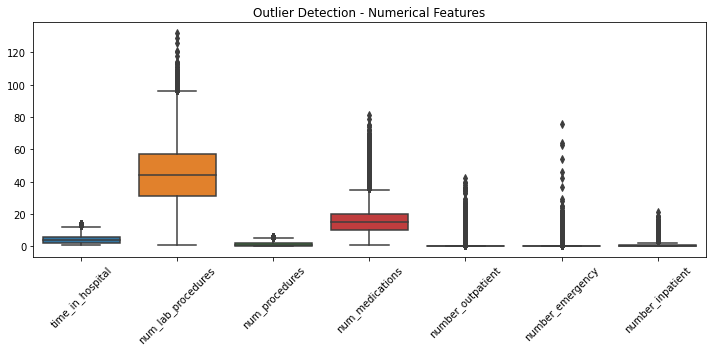 Outlier Detection - Numerical Features
120
100
80
60
40
20
0
time_in_hospital
num_lab_procedures
num_procedures
num_medications
number_outpatient
number_emergency
number_inpatient